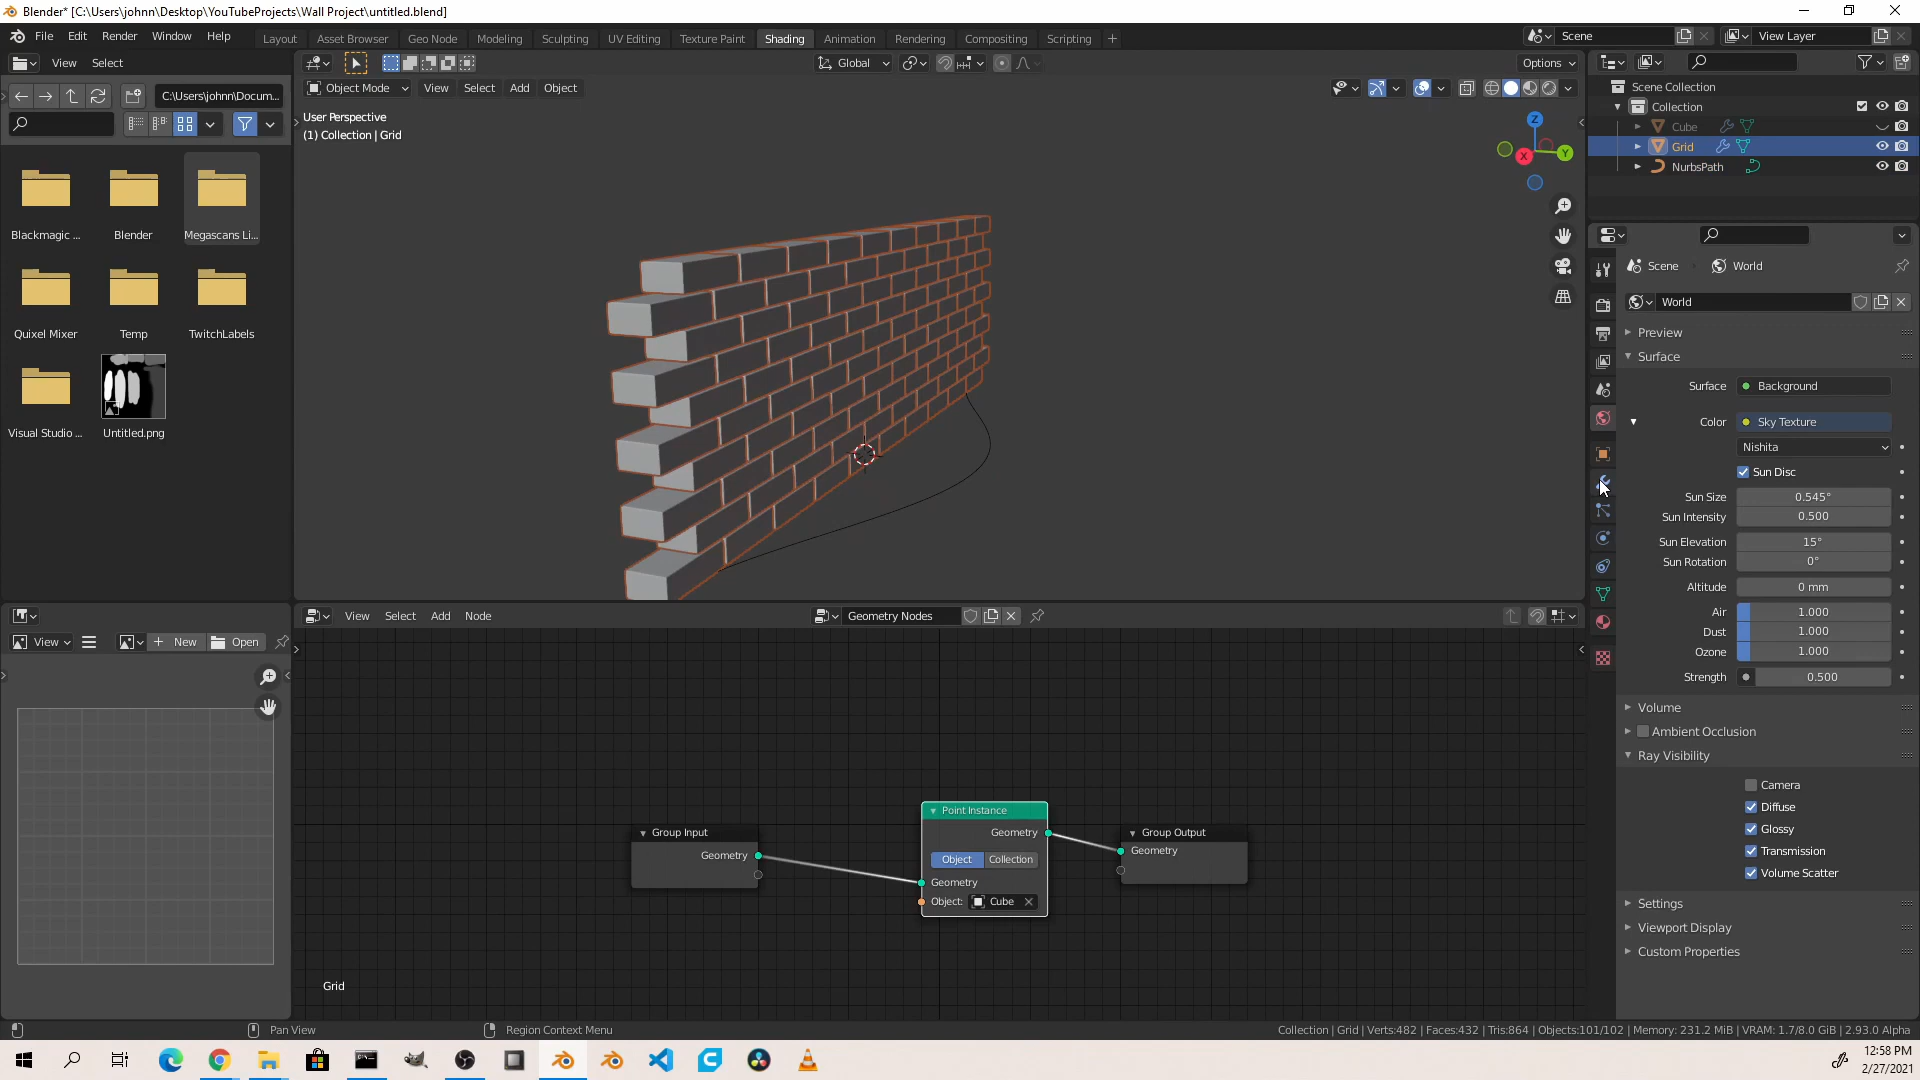 Blender* [C:\Users\johnn\Desktop\YouTubeProjects\Wall Project\untitled.blend]
File Edit Render Window Help
Layout Asset Browser Geo Node Modeling Sculpting UV Editing Texture Paint Shading Animation Rendering Compositing Scripting
Scene
View Layer
View Select
Global
Options
C:\Users\johnn\Docum...
Object Mode View Select Add Object
User Perspective
(1) Collection | Grid
Z
X
Y
Blackmagic ...
Blender
Megascans Li...
Quixel Mixer
Temp
TwitchLabels
Visual Studio ...
Untitled.png
Scene Collection
Collection
Cube
Grid
NurbsPath
Scene
World
World
Preview
Surface
Surface
Background
Color
Sky Texture
Nishita
Sun Disc
Sun Size
0.545°
Sun Intensity
0.500
Sun Elevation
15°
Sun Rotation
0°
Altitude
0 mm
Air
1.000
Dust
1.000
Ozone
1.000
Strength
0.500
Volume
Ambient Occlusion
Ray Visibility
Camera
Diffuse
Glossy
Transmission
Volume Scatter
Settings
Viewport Display
Custom Properties
View
New
Open
View Select Add Node
Geometry Nodes
Group Input
Geometry
Point Instance
Geometry
Object
Collection
Geometry
Object:
Cube
Group Output
Geometry
Grid
Pan View
Region Context Menu
Collection | Grid | Verts:482 | Faces:432 | Tris:864 | Objects:101/102 | Memory: 231.2 MiB | VRAM: 1.7/8.0 GiB | 2.93.0 Alpha
12:58 PM
2/27/2021